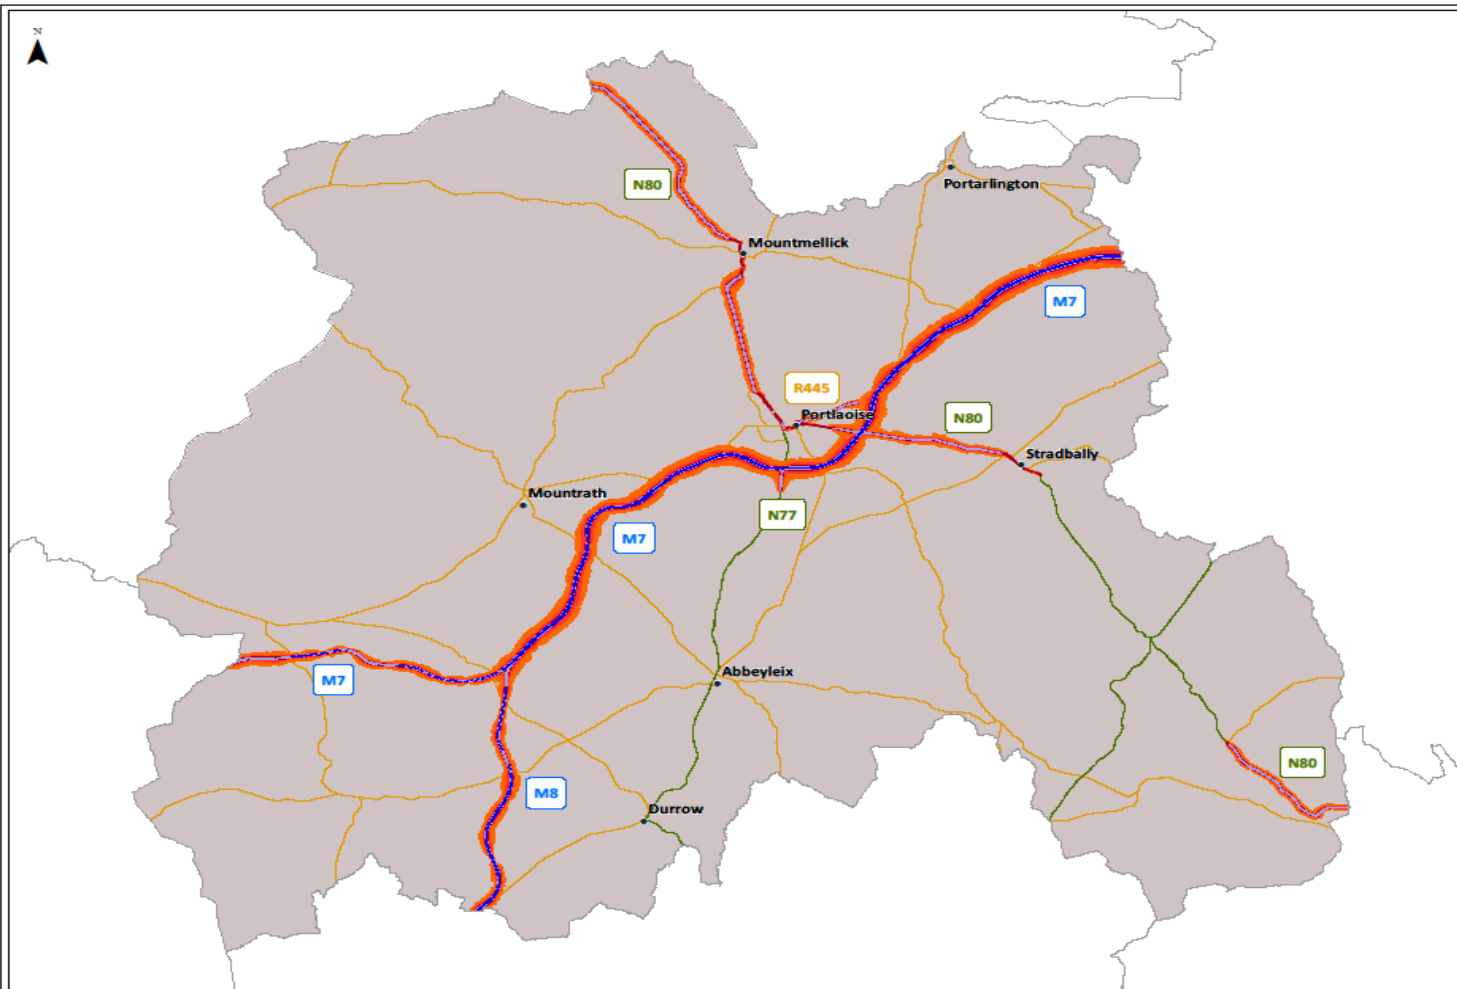 N
N80
Portarlington
Mountmellick
M7
R445
Portlaoise
N80
Stradbally
Mountrath
N77
M7
Abbeyleix
M7
N80
M8
Durrow